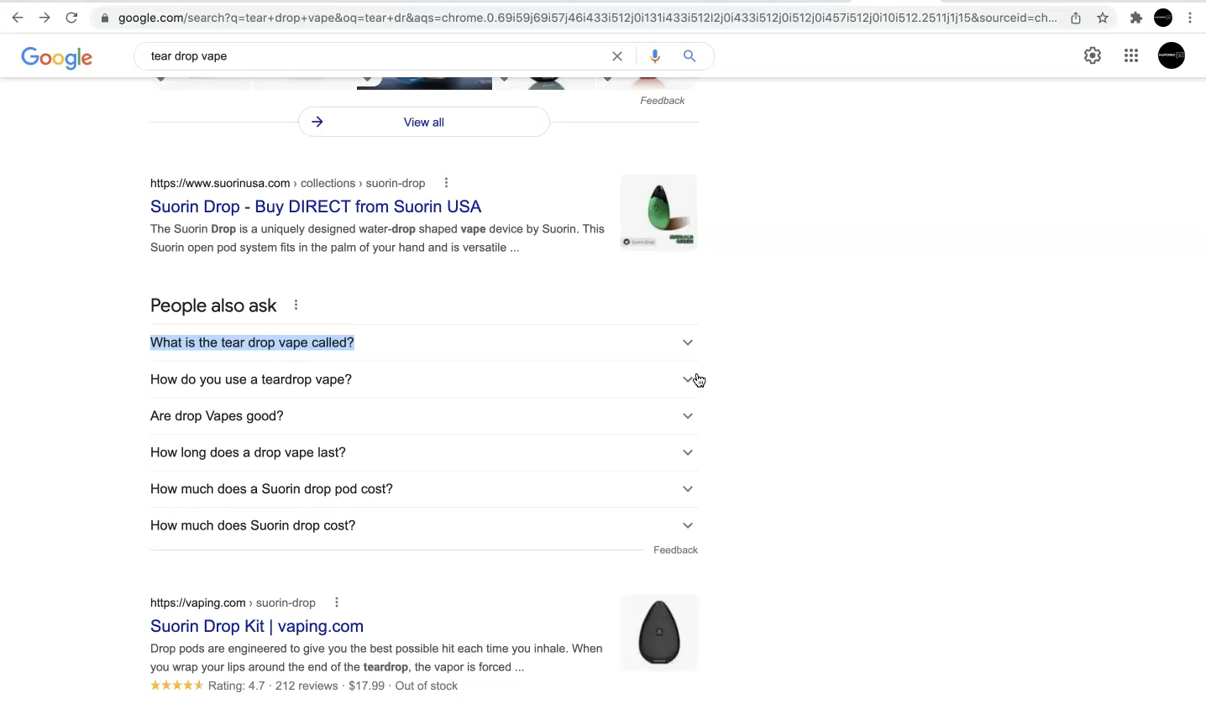 google.com/search?q=tear+drop+vape&oq=tear+dr&aqs=chrome.0.69i59j69i57j46i433i512j0i131i433i512l2j0i433i512j0i512j0i457i512j0i10i512.2511j1j15&sourceid=ch...
Google
tear drop vape
Feedback
View all
https://www.suorinusa.com › collections › suorin-drop
Suorin Drop - Buy DIRECT from Suorin USA
The Suorin Drop is a uniquely designed water-drop shaped vape device by Suorin. This
Suorin open pod system fits in the palm of your hand and is versatile ...
People also ask
What is the tear drop vape called?
How do you use a teardrop vape?
Are drop Vapes good?
How long does a drop vape last?
How much does a Suorin drop pod cost?
How much does Suorin drop cost?
Feedback
https://vaping.com › suorin-drop
Suorin Drop Kit | vaping.com
Drop pods are engineered to give you the best possible hit each time you inhale. When
you wrap your lips around the end of the teardrop, the vapor is forced ...
Rating: 4.7 · 212 reviews · $17.99 · Out of stock